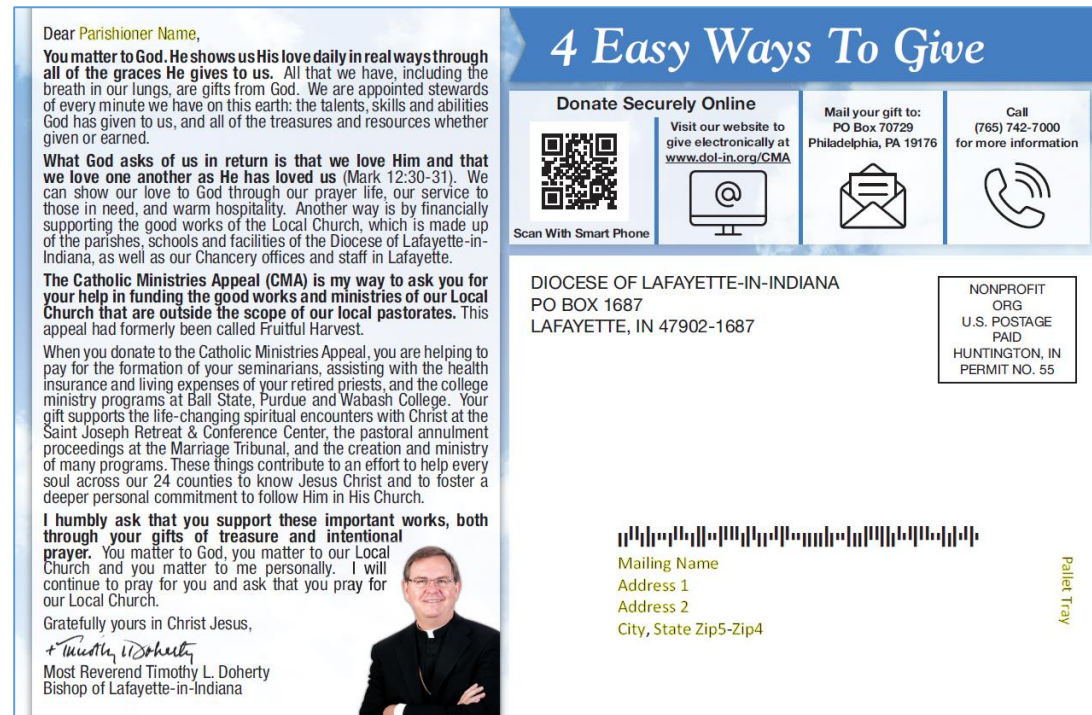 Dear Parishioner Name,
You matter to God. He shows us His love daily in real ways through
all of the graces He gives to us. All that we have, including the
breath in our lungs, are gifts from God. We are appointed stewards
of every minute we have on this earth: the talents, skills and abilities
God has given to us, and all of the treasures and resources whether
given or earned.
What God asks of us in return is that we love Him and that
we love one another as He has loved us (Mark 12:30-31). We
can show our love to God through our prayer life, our service to
those in need, and warm hospitality. Another way is by financially
supporting the good works of the Local Church, which is made up
of the parishes, schools and facilities of the Diocese of Lafayette-in-
Indiana, as well as our Chancery offices and staff in Lafayette.
The Catholic Ministries Appeal (CMA) is my way to ask you for
your help in funding the good works and ministries of our Local
Church that are outside the scope of our local pastorates. This
appeal had formerly been called Fruitful Harvest.
When you donate to the Catholic Ministries Appeal, you are helping to
pay for the formation of your seminarians, assisting with the health
insurance and living expenses of your retired priests, and the college
ministry programs at Ball State, Purdue and Wabash College. Your
gift supports the life-changing spiritual encounters with Christ at the
Saint Joseph Retreat & Conference Center, the pastoral annulment
proceedings at the Marriage Tribunal, and the creation and ministry
of many programs. These things contribute to an effort to help every
soul across our 24 counties to know Jesus Christ and to foster a
deeper personal commitment to follow Him in His Church.
I humbly ask that you support these important works, both
through your gifts of treasure and intentional
prayer. You matter to God, you matter to our Local
Church and you matter to me personally. I will
continue to pray for you and ask that you pray for
our Local Church.
Gratefully yours in Christ Jesus,
+ Timothy L Doherty
Most Reverend Timothy L. Doherty
Bishop of Lafayette-in-Indiana
4 Easy Ways To Give
Donate Securely Online
Scan With Smart Phone
Visit our website to
give electronically at
www.dol-in.org/CMA
@
Mail your gift to:
PO Box 70729
Philadelphia, PA 19176
Call
(765) 742-7000
for more information
DIOCESE OF LAFAYETTE-IN-INDIANA
PO BOX 1687
LAFAYETTE, IN 47902-1687
NONPROFIT
ORG
U.S. POSTAGE
PAID
HUNTINGTON, IN
PERMIT NO. 55
Mailing Name
Address 1
Address 2
City, State Zip5-Zip4
Pallet Tray